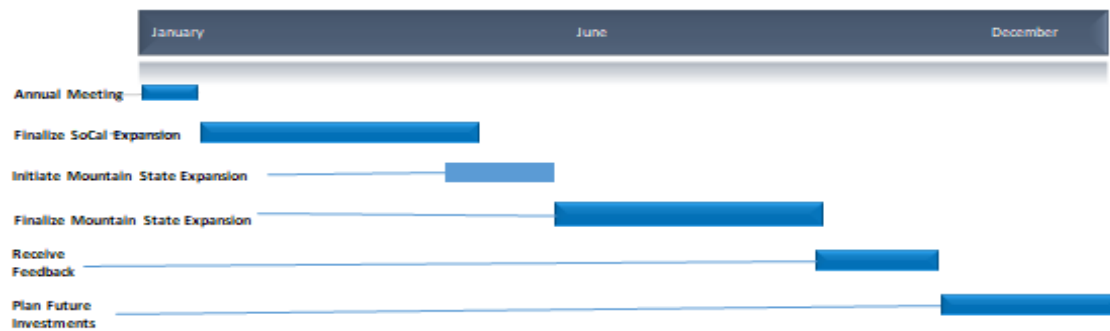 January June December
Annual Meeting
Finalize SoCal Expansion
Initiate Mountain State Expansion
Finalize Mountain State Expansion
Receive
Feedback
Plan Future
Investments